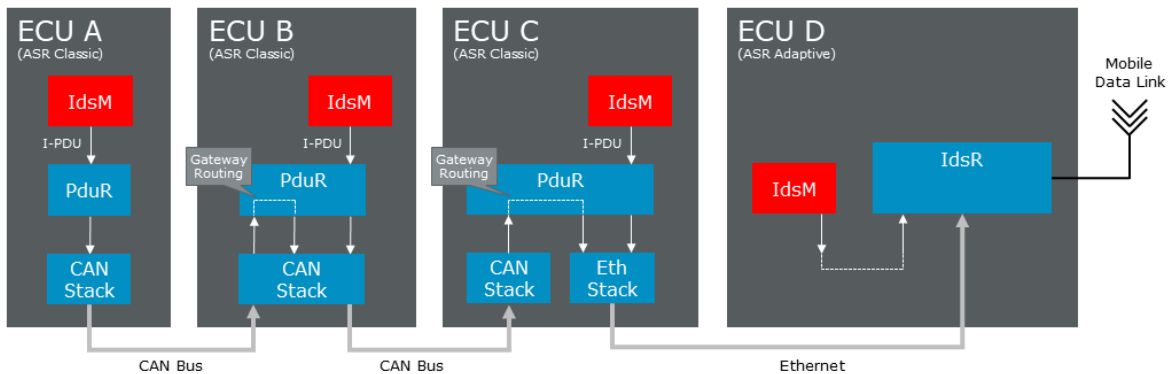 ECU A
(ASR Classic)
IdsM
I-PDU
PduR
CAN
Stack
ECU B
(ASR Classic)
IdsM
I-PDU
Gateway
Routing
PduR
CAN
Stack
ECU C
(ASR Classic)
IdsM
I-PDU
Gateway
Routing
PduR
CAN
Stack
Eth
Stack
ECU D
(ASR Adaptive)
IdsM
IdsR
Mobile
Data Link
CAN Bus
CAN Bus
Ethernet